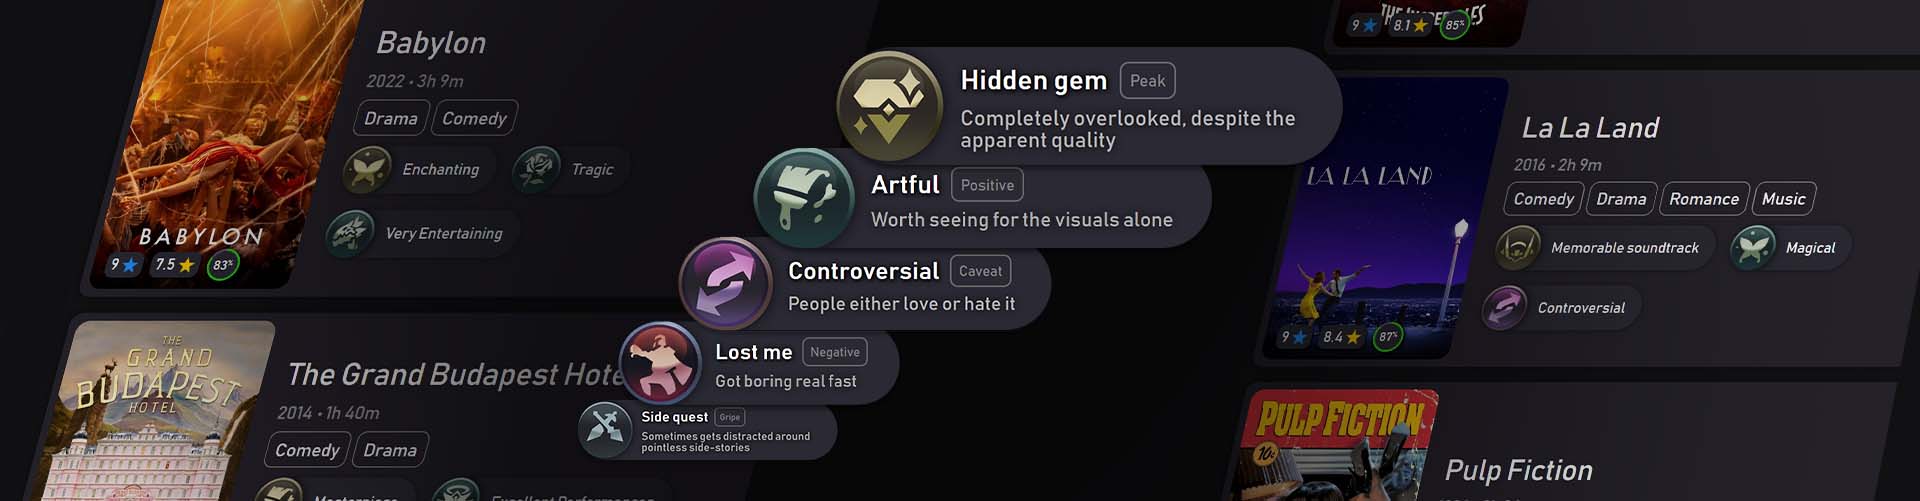 Babylon
2022 • 3h 9m
Drama
Comedy
Enchanting
Tragic
Very Entertaining
BABYLON
9
7.5
83%
THE
GRAND
BUDAPEST
HOTEL
The Grand Budapest Hote
2014 • 1h 40m
Comedy
Drama
Masterpiece
Excellent Performances
Hidden gem
Peak
Completely overlooked, despite the
apparent quality
Artful
Positive
Worth seeing for the visuals alone
Controversial
Caveat
People either love or hate it
Lost me
Negative
Got boring real fast
Side quest
Gripe
Sometimes gets distracted around
pointless side-stories
9
8.1
85%
La La Land
2016 • 2h 9m
Comedy
Drama
Romance
Music
Memorable soundtrack
Magical
Controversial
LA LA LAND
9
8.4
87%
PULP FICTION
10¢
Pulp Fiction